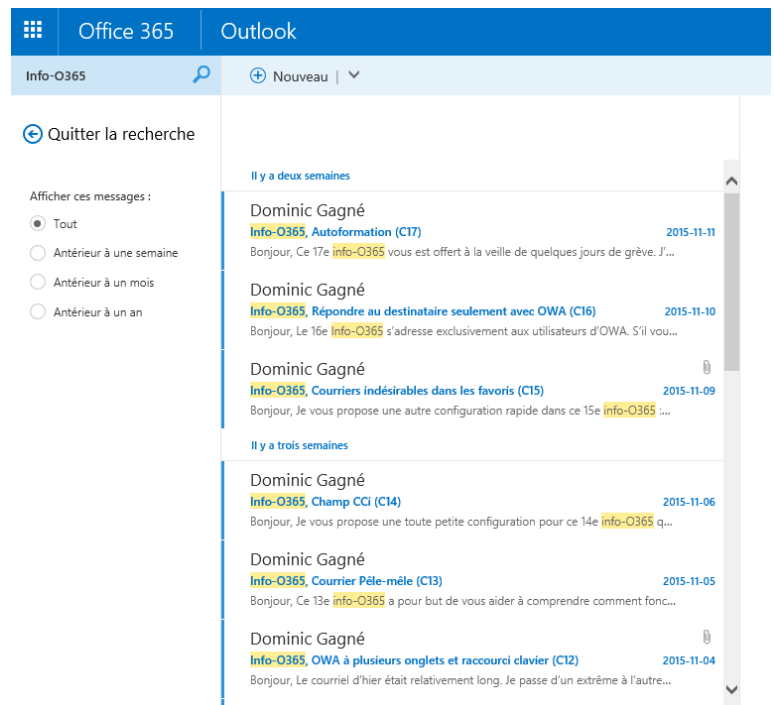 Office 365 Outlook
Info-O365 Nouveau |
Quitter la recherche
Afficher ces messages :
Tout
Antérieur à une semaine
Antérieur à un mois
Antérieur à un an
Il y a deux semaines
Dominic Gagné
Info-O365, Autoformation (C17) 2015-11-11
Bonjour, Ce 17e info-O365 vous est offert à la veille de quelques jours de grève. J'...
Dominic Gagné
Info-O365, Répondre au destinataire seulement avec OWA (C16) 2015-11-10
Bonjour, Le 16e Info-O365 s'adresse exclusivement aux utilisateurs d'OWA. S'il vou...
Dominic Gagné
Info-O365, Courriers indésirables dans les favoris (C15) 2015-11-09
Bonjour, Je vous propose une autre configuration rapide dans ce 15e info-O365 :...
Il y a trois semaines
Dominic Gagné
Info-O365, Champ CCi (C14) 2015-11-06
Bonjour, Je vous propose une toute petite configuration pour ce 14e info-O365 q...
Dominic Gagné
Info-O365, Courrier Pêle-mêle (C13) 2015-11-05
Bonjour, Ce 13e info-O365 a pour but de vous aider à comprendre comment fonc...
Dominic Gagné
Info-O365, OWA à plusieurs onglets et raccourci clavier (C12) 2015-11-04
Bonjour, Le courriel d'hier était relativement long. Je passe d'un extrême à l'autre...